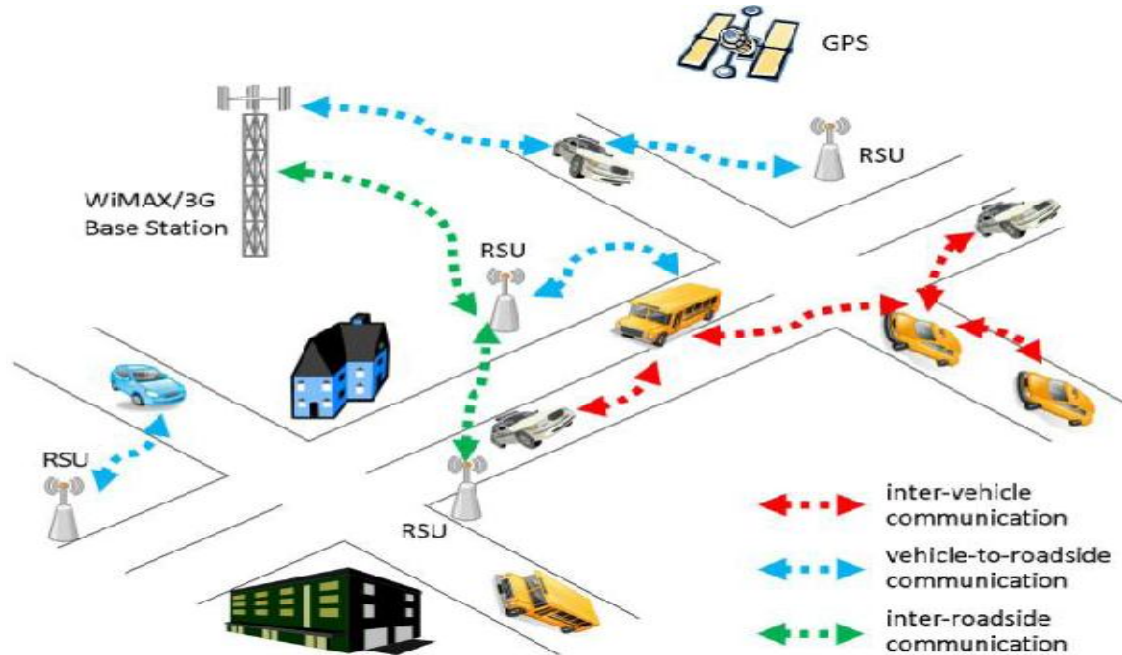 GPS
RSU
WiMAX/3G
Base Station
RSU
RSU
RSU
inter-vehicle
communication
vehicle-to-roadside
communication
inter-roadside
communication